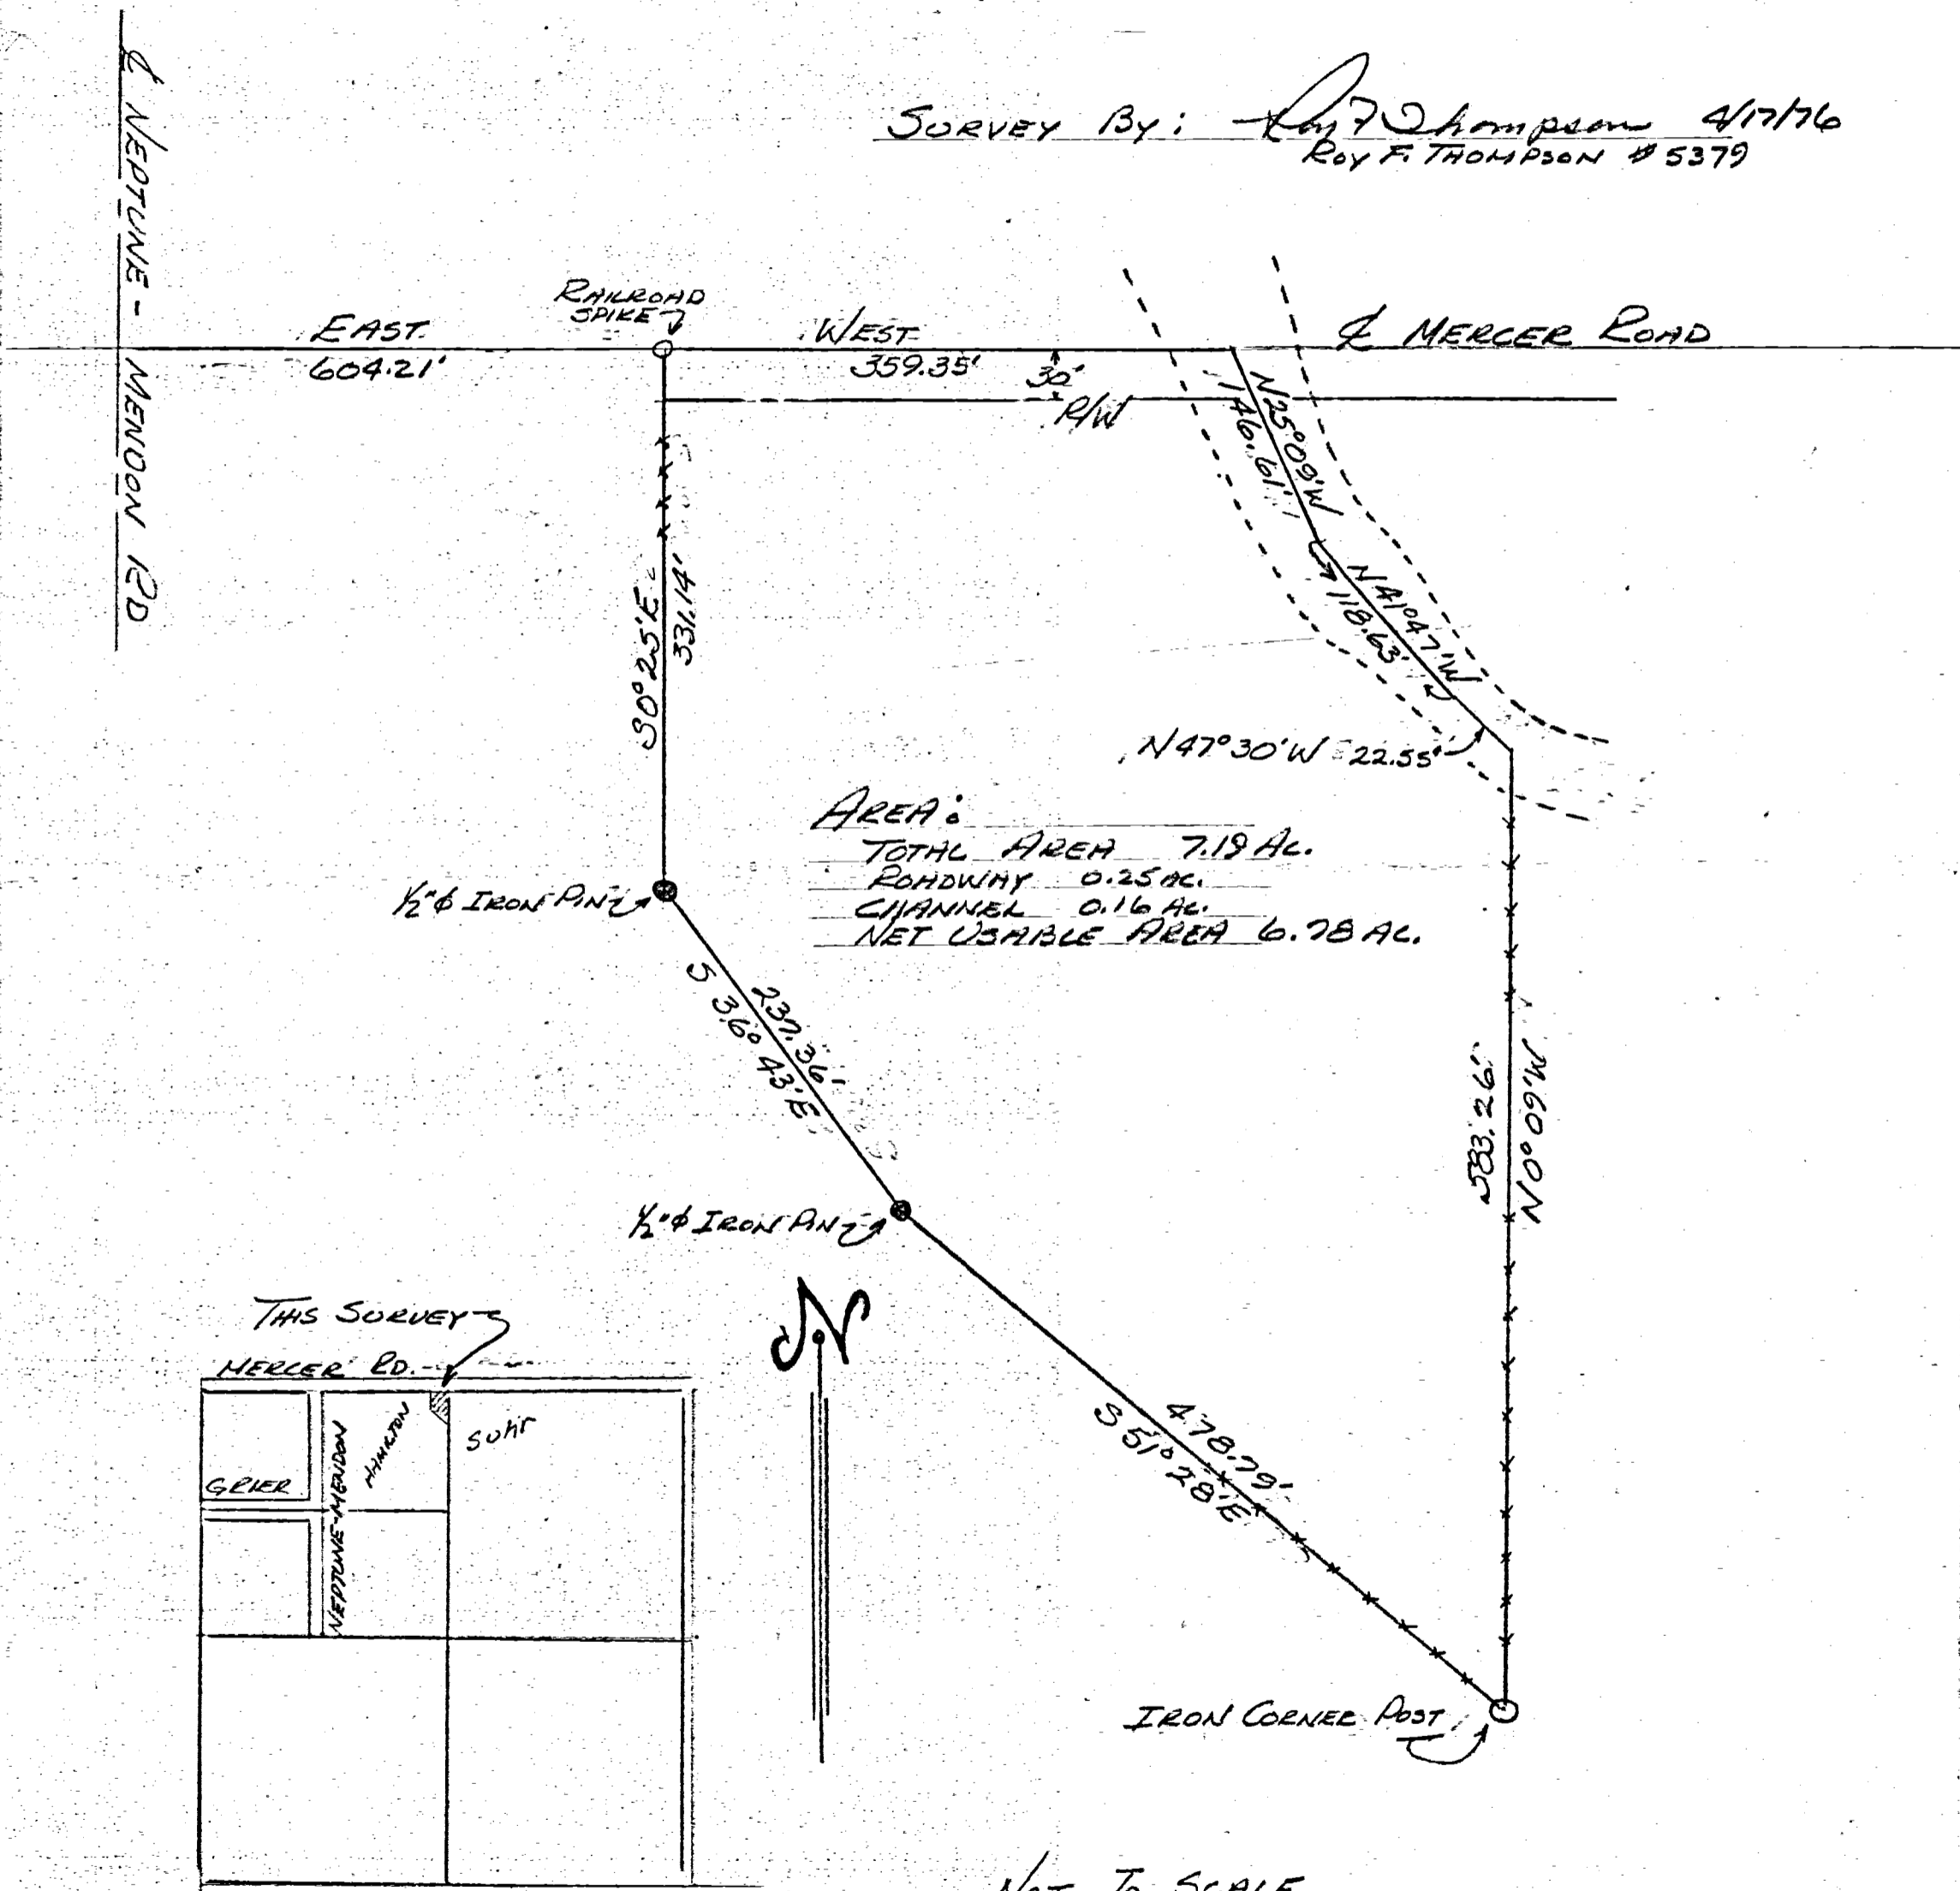 SURVEY BY: Roy F Thompson 4/17/76
ROY F. THOMPSON # 5379
℄ NEPTUNE - MENDON RD
RAILROAD
SPIKE
EAST
604.21'
WEST
359.35'
30'
R/W
℄ MERCER ROAD
N25°09'W
146.61'
N41°47'W
118.63'
N47°30'W 22.55'
S0°25'E
331.14'
AREA:
TOTAL AREA 7.19 AC.
ROADWAY 0.25 AC.
CHANNEL 0.16 AC.
NET USABLE AREA 6.78 AC.
½"φ IRON PIN
237.36'
S 36° 43'E
583.26'
N0°09'W
½"φ IRON PIN
478.79'
S 51° 28'E
IRON CORNER POST
N
THIS SURVEY
MERCER RD.
GRIER
NEPTUNE-MENDON
HAMRTON
SUHR
NOT TO SCALE